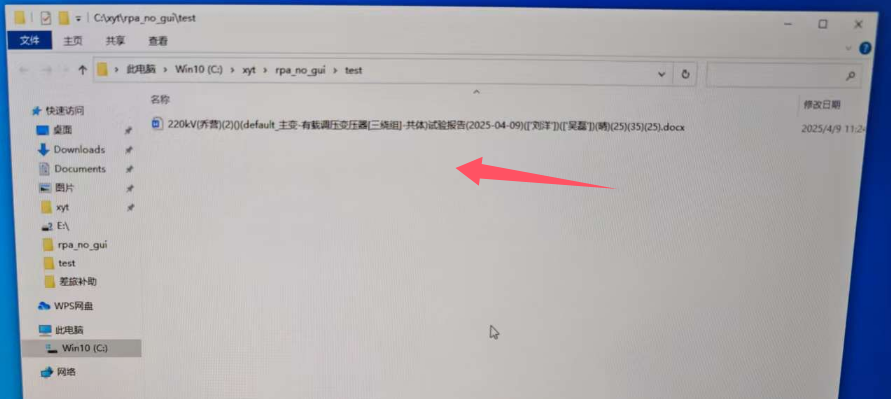 C:\xyt\rpa_no_gui\test
文件 主页 共享 查看
此电脑 > Win10 (C:) > xyt > rpa_no_gui > test
名称 修改日期
220kV(乔营)(2)()(default_主变-有载调压变压器[三绕组]-共体)试验报告(2025-04-09)(['刘洋'])(['吴磊'])(晴)(25)(35)(25).docx 2025/4/9 11:24
快速访问
桌面
Downloads
Documents
图片
xyt
E:\
rpa_no_gui
test
差旅补助
WPS网盘
此电脑
Win10 (C:)
网络